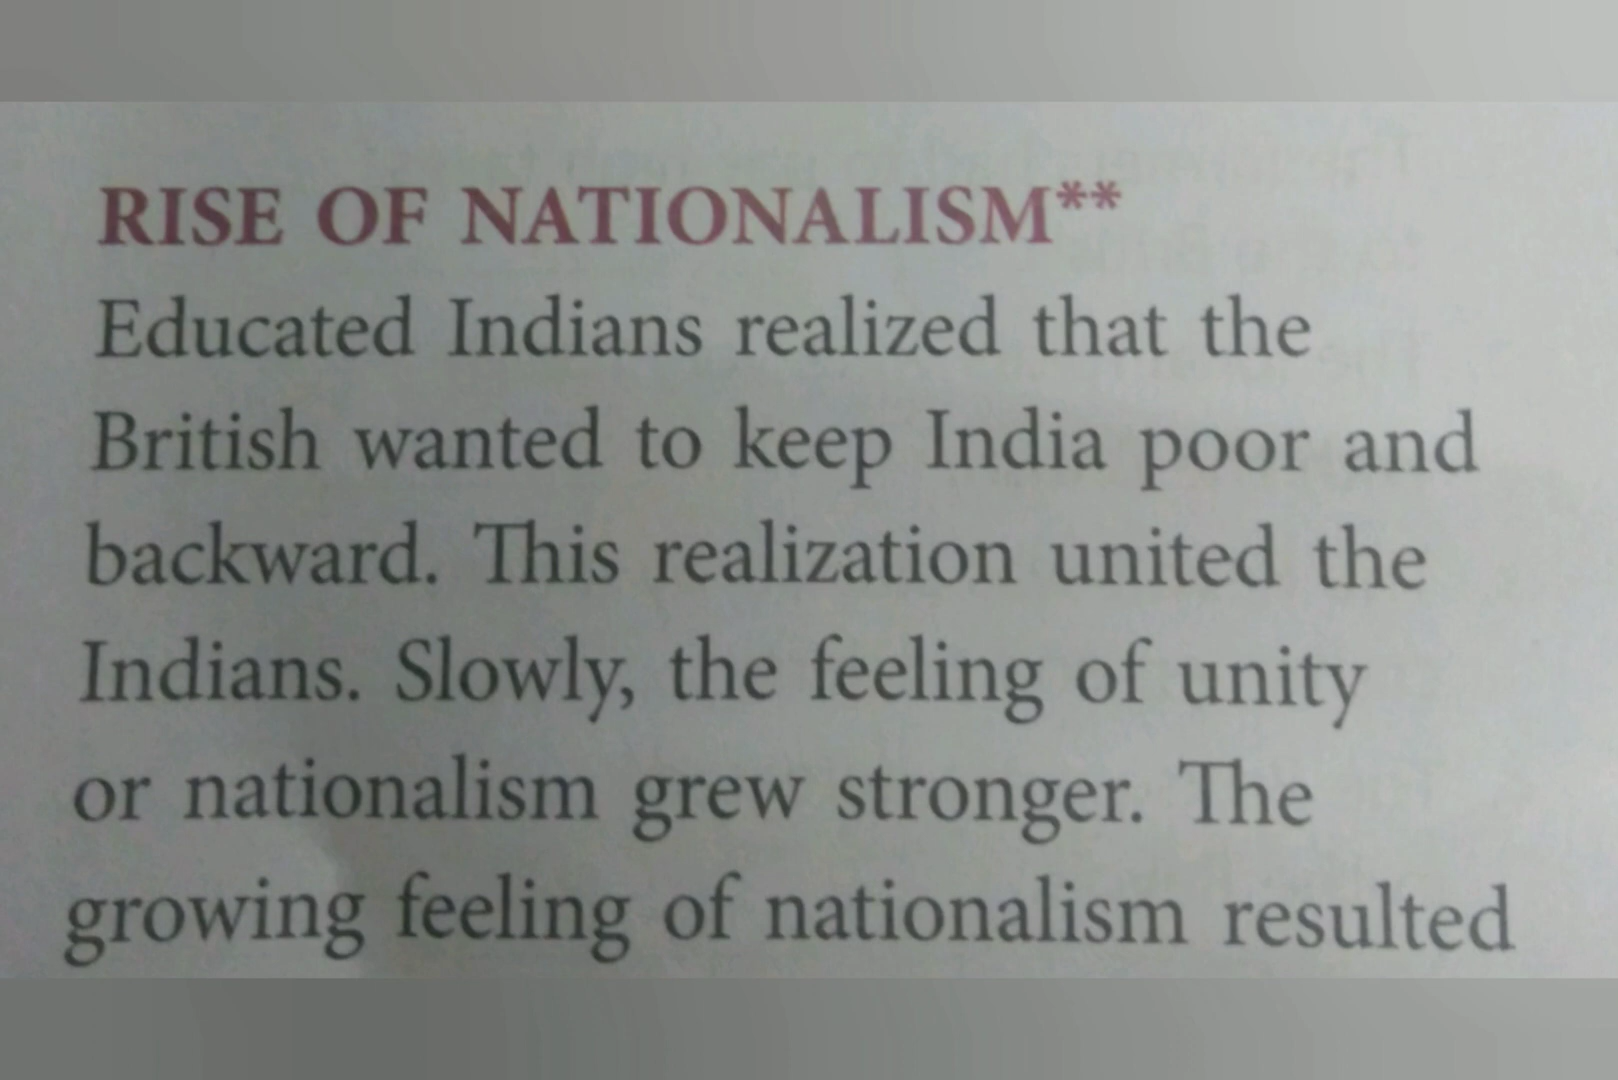 RISE OF NATIONALISM**
Educated Indians realized that the
British wanted to keep India poor and
backward. This realization united the
Indians. Slowly, the feeling of unity
or nationalism grew stronger. The
growing feeling of nationalism resulted